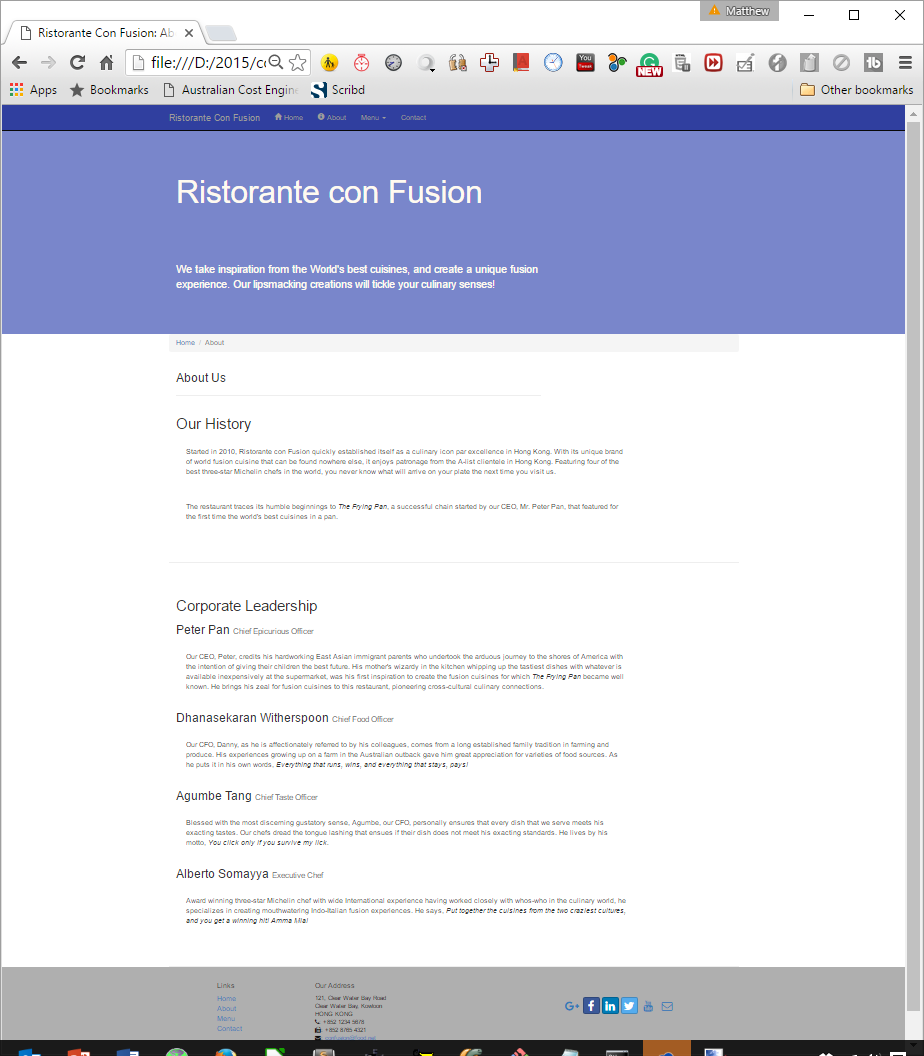 Matthew
Ristorante Con Fusion: Ab
file:///D:/2015/co
You
NEW
Apps Bookmarks Australian Cost Engine Scribd Other bookmarks
Ristorante Con Fusion Home About Menu Contact
Ristorante con Fusion
We take inspiration from the World's best cuisines, and create a unique fusion
experience. Our lipsmacking creations will tickle your culinary senses!
Home / About
About Us
Our History
Started in 2010, Ristorante con Fusion quickly established itself as a culinary icon par excellence in Hong Kong. With its unique brand
of world fusion cuisine that can be found nowhere else, it enjoys patronage from the A-list clientele in Hong Kong. Featuring four of the
best three-star Michelin chefs in the world, you never know what will arrive on your plate the next time you visit us.
The restaurant traces its humble beginnings to The Frying Pan, a successful chain started by our CEO, Mr. Peter Pan, that featured for
the first time the world's best cuisines in a pan.
Corporate Leadership
Peter Pan Chief Epicurious Officer
Our CEO, Peter, credits his hardworking East Asian immigrant parents who undertook the arduous journey to the shores of America with
the intention of giving their children the best future. His mother's wizardy in the kitchen whipping up the tastiest dishes with whatever is
available inexpensively at the supermarket, was his first inspiration to create the fusion cuisines for which The Frying Pan became well
known. He brings his zeal for fusion cuisines to this restaurant, pioneering cross-cultural culinary connections.
Dhanasekaran Witherspoon Chief Food Officer
Our CFO, Danny, as he is affectionately referred to by his colleagues, comes from a long established family tradition in farming and
produce. His experiences growing up on a farm in the Australian outback gave him great appreciation for varieties of food sources. As
he puts it in his own words, Everything that runs, wins, and everything that stays, pays!
Agumbe Tang Chief Taste Officer
Blessed with the most discerning gustatory sense, Agumbe, our CFO, personally ensures that every dish that we serve meets his
exacting tastes. Our chefs dread the tongue lashing that ensues if their dish does not meet his exacting standards. He lives by his
motto, You click only if you survive my lick.
Alberto Somayya Executive Chef
Award winning three-star Michelin chef with wide International experience having worked closely with whos-who in the culinary world, he
specializes in creating mouthwatering Indo-Italian fusion experiences. He says, Put together the cuisines from the two craziest cultures,
and you get a winning hit! Amma Mia!
Links
Home
About
Menu
Contact
Our Address
121, Clear Water Bay Road
Clear Water Bay, Kowloon
HONG KONG
+852 1234 5678
+852 8765 4321